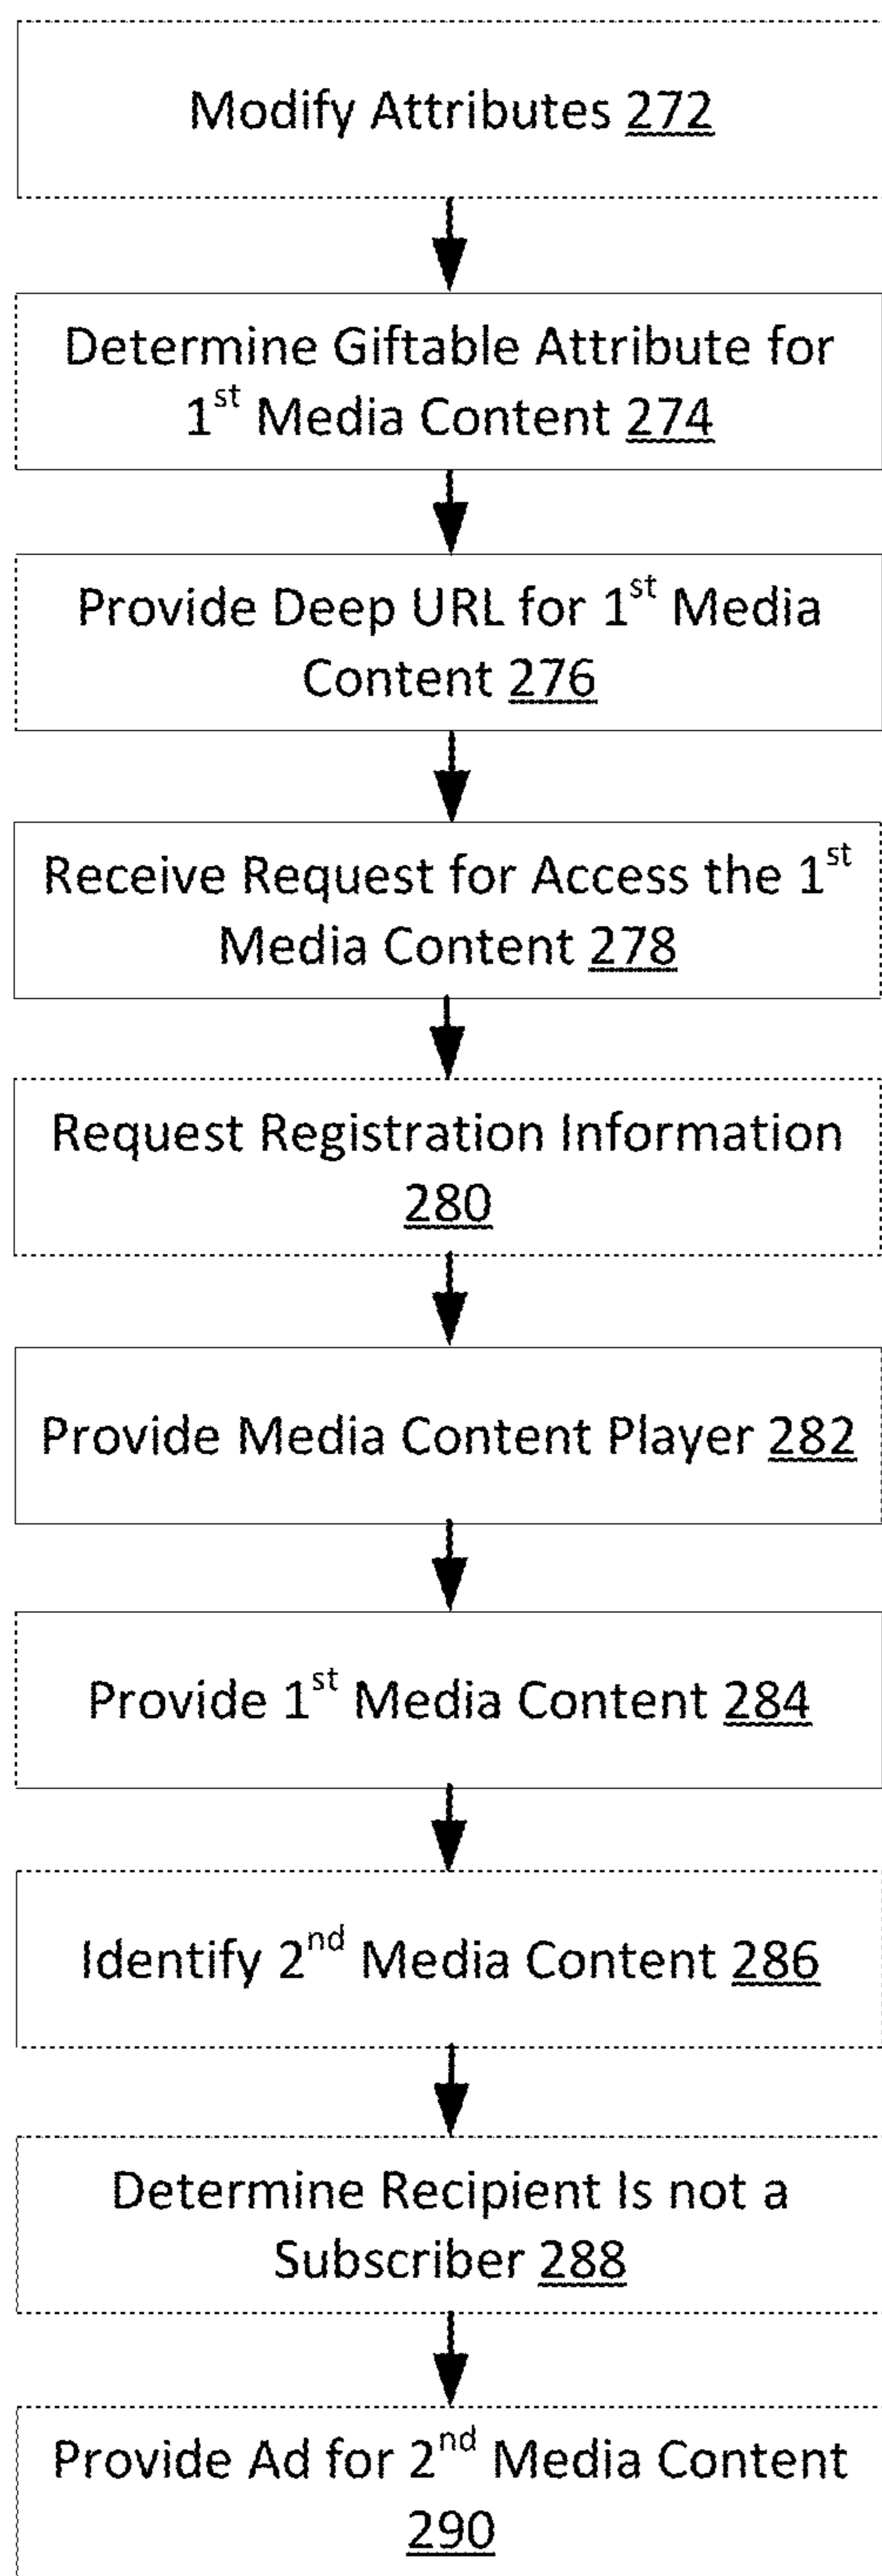 Modify Attributes 272
Determine Giftable Attribute for
1st Media Content 274
Provide Deep URL for 1st Media
Content 276
Receive Request for Access the 1st
Media Content 278
Request Registration Information
280
Provide Media Content Player 282
Provide 1st Media Content 284
Identify 2nd Media Content 286
Determine Recipient Is not a
Subscriber 288
Provide Ad for 2nd Media Content
290